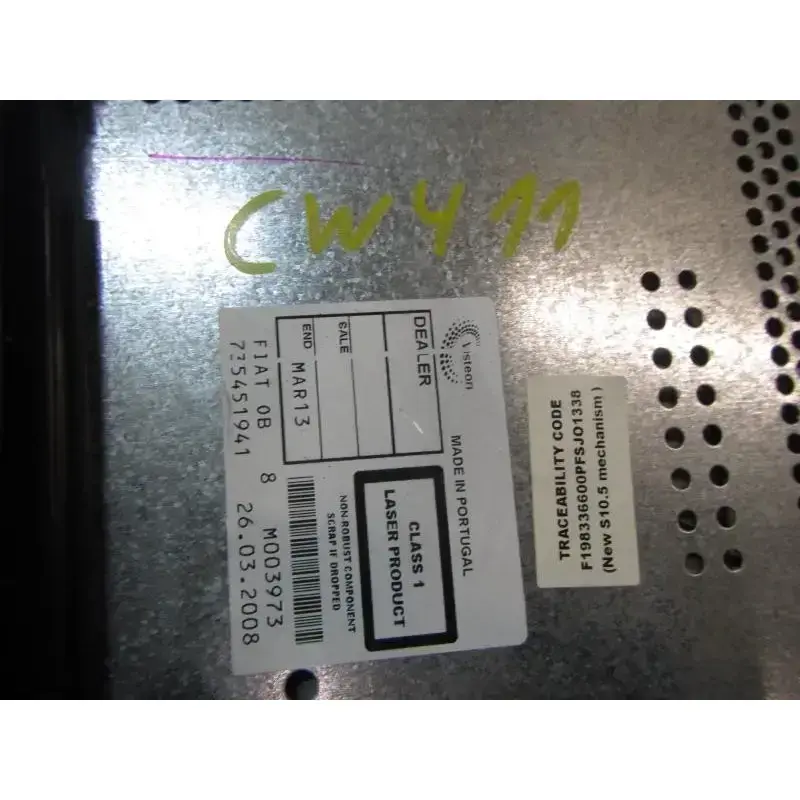 CW411
Visteon
MADE IN PORTUGAL
DEALER
SALE
END MAR13
CLASS 1
LASER PRODUCT
NON-ROBUST COMPONENT
SCRAP IF DROPPED
FIAT 0B 8 M003973
735451941 26.03.2008
TRACEABILITY CODE
F198336600PFSJO1338
(New S10.5 mechanism)